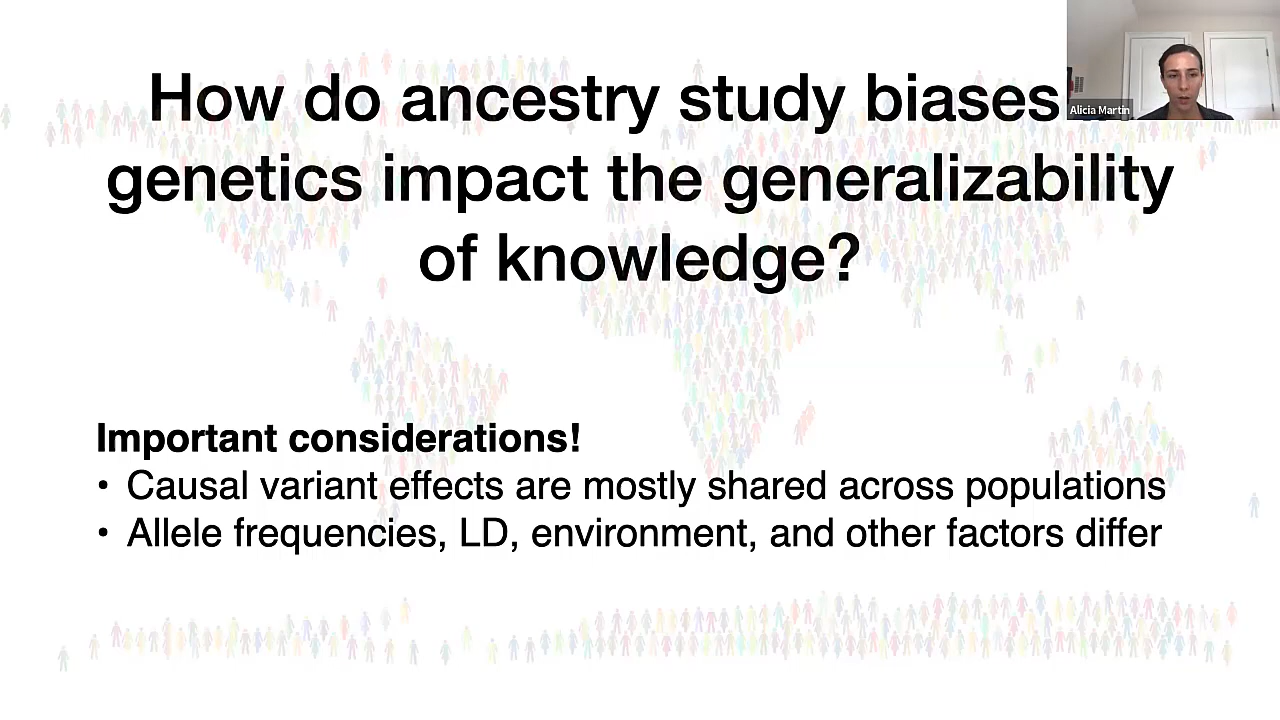 How do ancestry study biases
Alicia Martin
genetics impact the generalizability
of knowledge?
Important considerations!
• Causal variant effects are mostly shared across populations
• Allele frequencies, LD, environment, and other factors differ